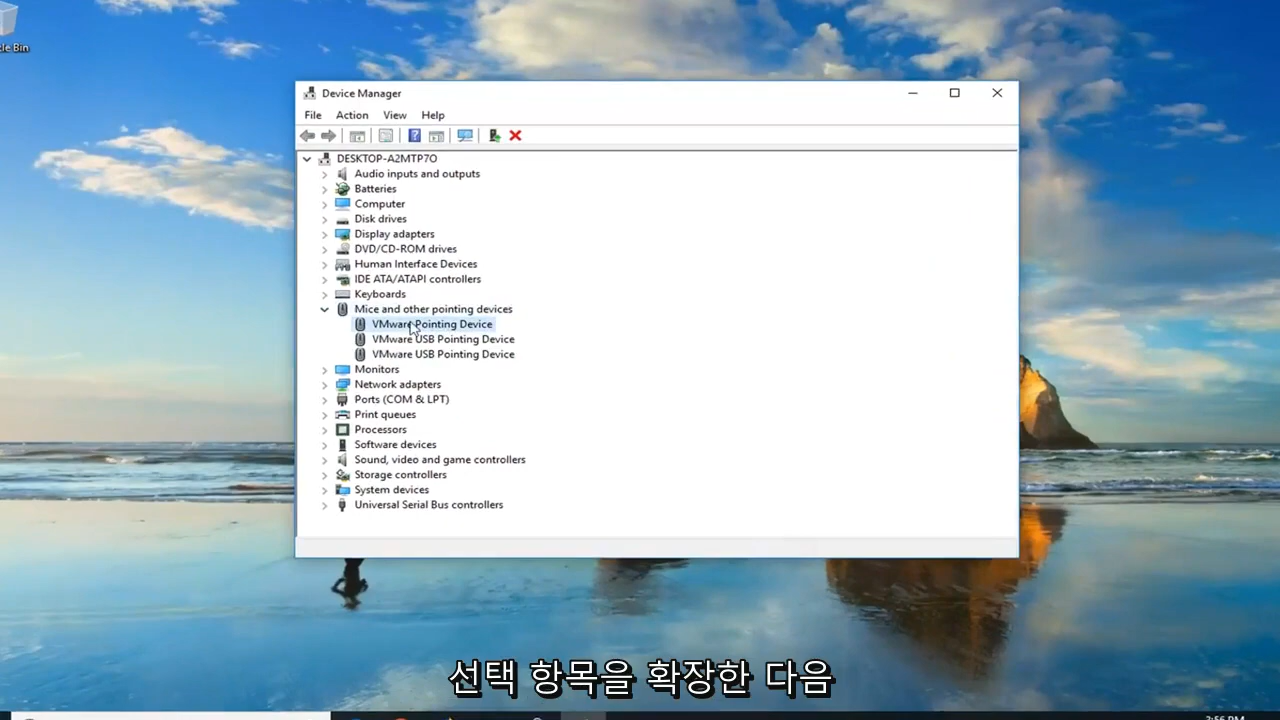 Device Manager
File Action View Help
DESKTOP-A2MTP7O
Audio inputs and outputs
Batteries
Computer
Disk drives
Display adapters
DVD/CD-ROM drives
Human Interface Devices
IDE ATA/ATAPI controllers
Keyboards
Mice and other pointing devices
VMware Pointing Device
VMware USB Pointing Device
VMware USB Pointing Device
Monitors
Network adapters
Ports (COM & LPT)
Print queues
Processors
Software devices
Sound, video and game controllers
Storage controllers
System devices
Universal Serial Bus controllers
선택 항목을 확장한 다음